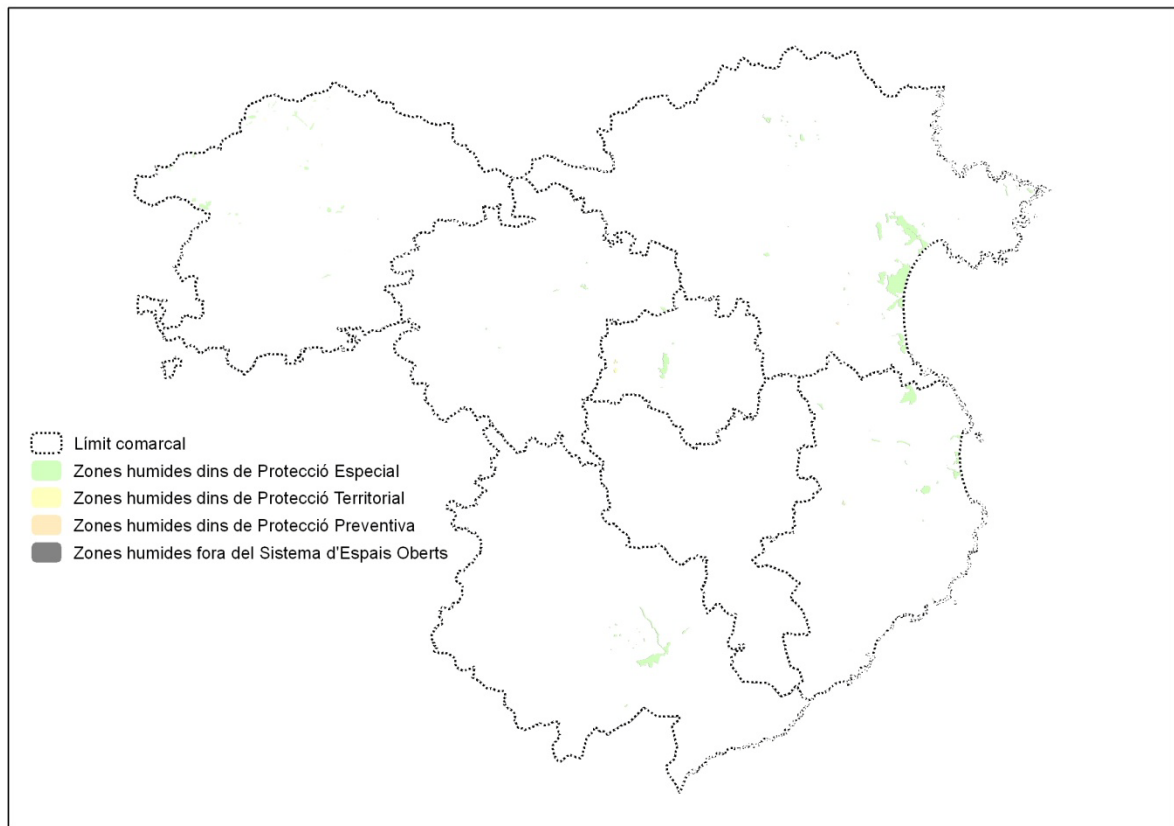 Límit comarcal
Zones humides dins de Protecció Especial
Zones humides dins de Protecció Territorial
Zones humides dins de Protecció Preventiva
Zones humides fora del Sistema d'Espais Oberts